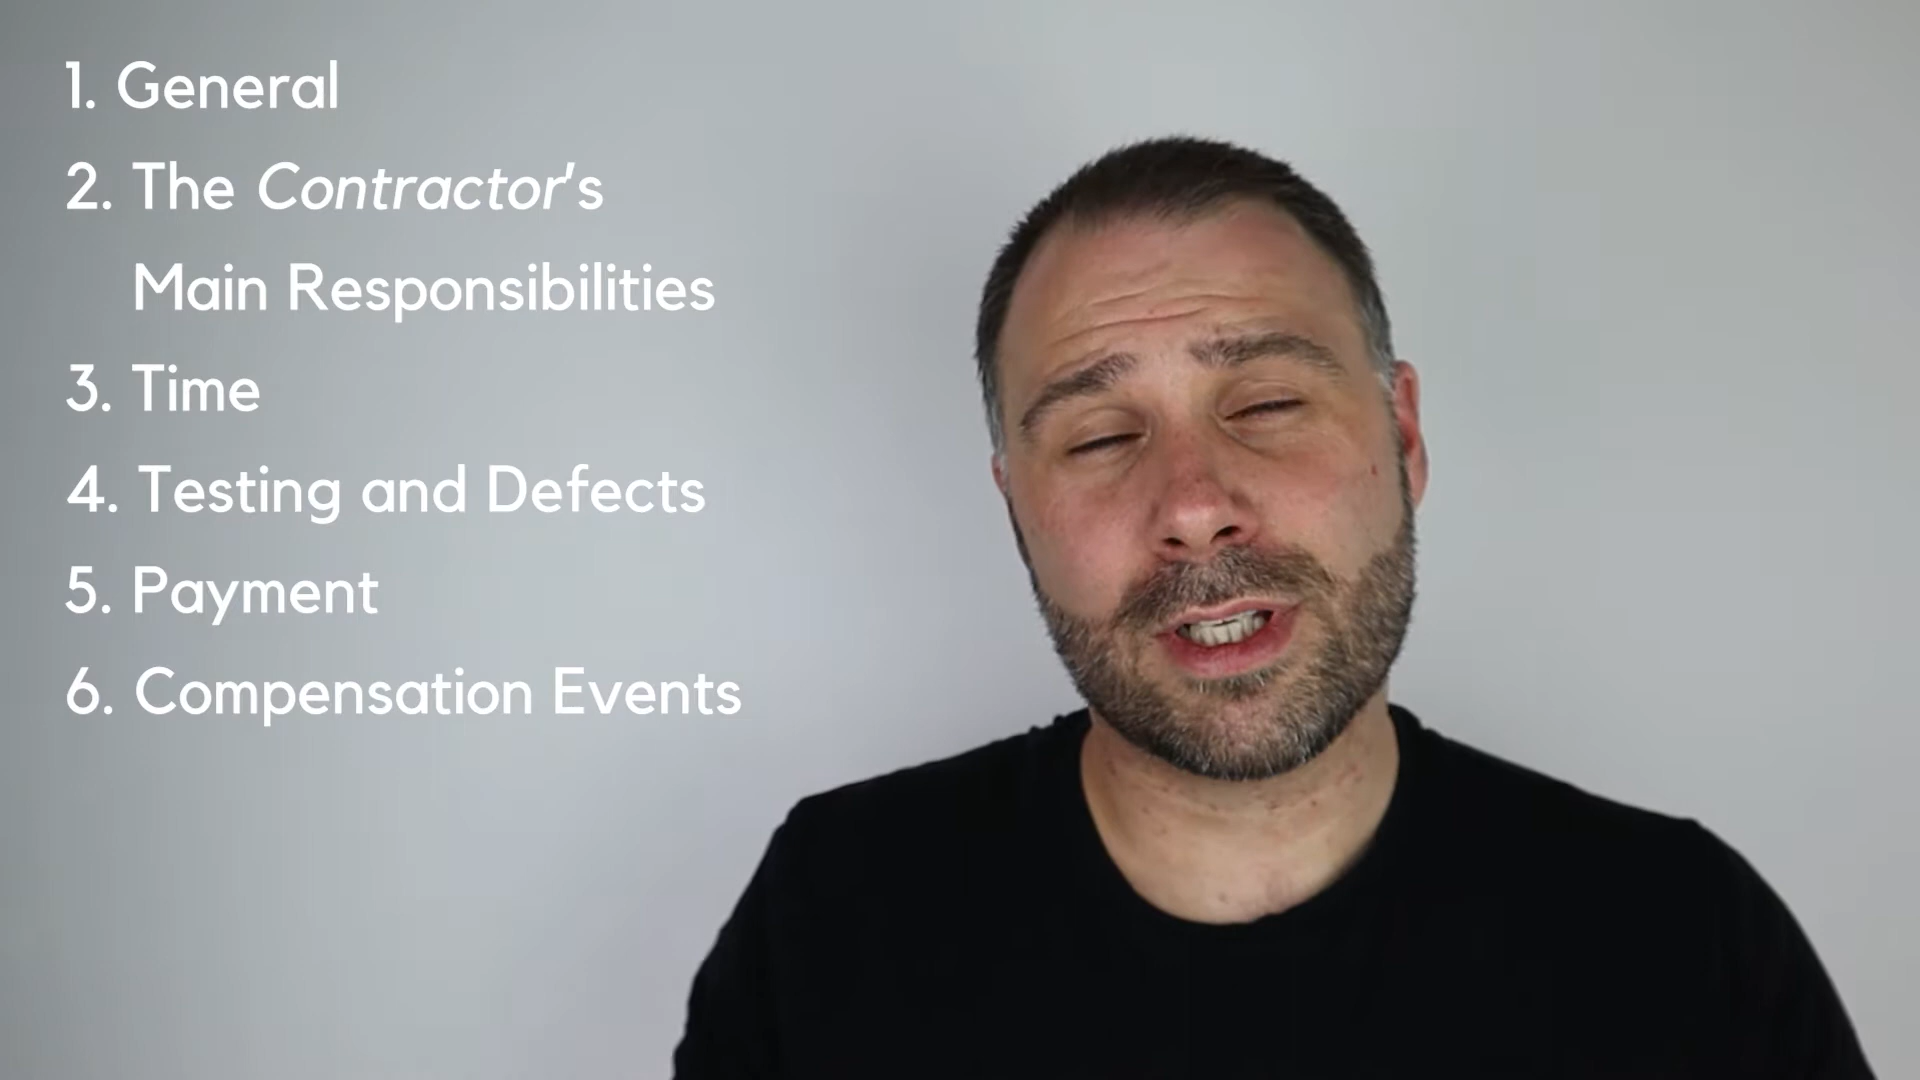 1. General
2. The Contractor's
Main Responsibilities
3. Time
4. Testing and Defects
5. Payment
6. Compensation Events